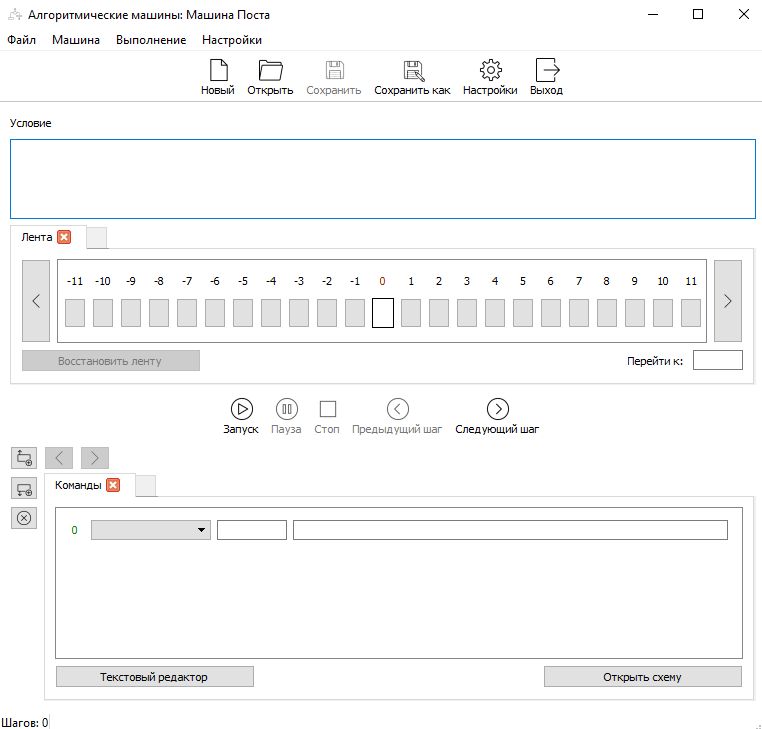 Алгоритмические машины: Машина Поста
Файл Машина Выполнение Настройки
Новый Открыть Сохранить Сохранить как Настройки Выход
Условие
Лента
-11 -10 -9 -8 -7 -6 -5 -4 -3 -2 -1 0 1 2 3 4 5 6 7 8 9 10 11
Восстановить ленту Перейти к:
Запуск Пауза Стоп Предыдущий шаг Следующий шаг
Команды
0
Текстовый редактор Открыть схему
Шагов: 0